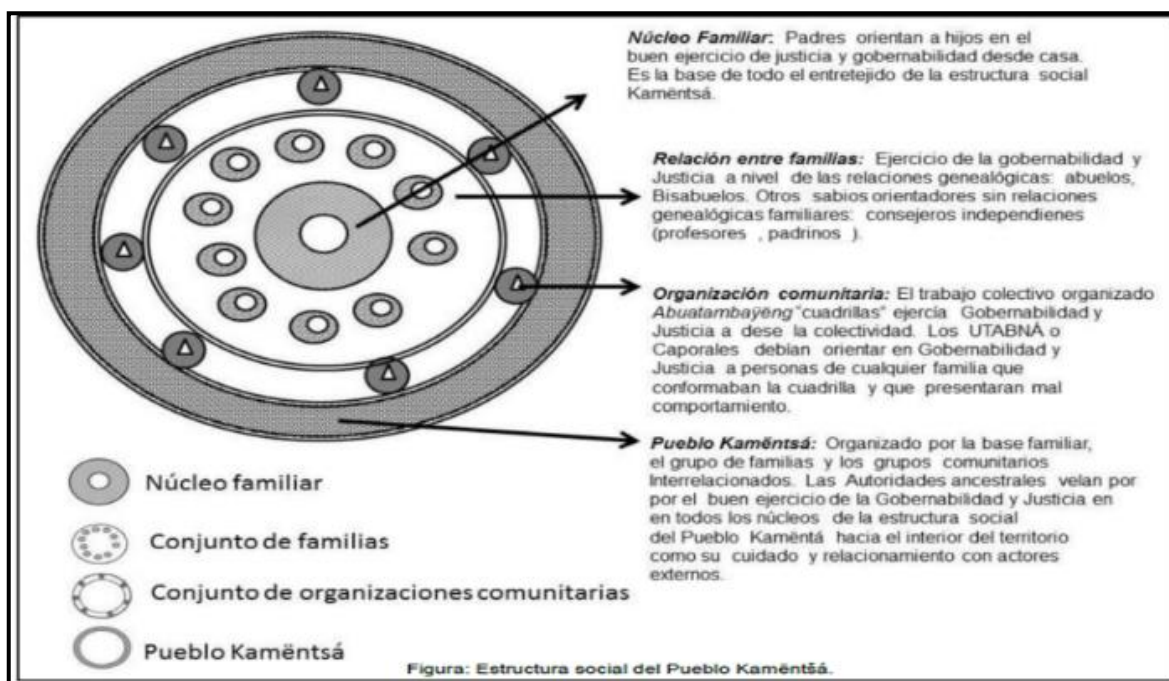 Núcleo Familiar: Padres orientan a hijos en el
buen ejercicio de justicia y gobernabilidad desde casa.
Es la base de todo el entretejido de la estructura social
Kamëntsá.
Relación entre familias: Ejercicio de la gobernabilidad y
Justicia a nivel de las relaciones genealógicas: abuelos,
Bisabuelos. Otros sabios orientadores sin relaciones
genealógicas familiares: consejeros independienes
(profesores , padrinos ).
Organización comunitaria: El trabajo colectivo organizado
Abuatambaÿëng “cuadrillas” ejercía Gobernabilidad y
Justicia a dese la colectividad. Los UTABNÁ o
Caporales debían orientar en Gobernabilidad y
Justicia a personas de cualquier familia que
conformaban la cuadrilla y que presentaran mal
comportamiento.
Pueblo Kamëntsá: Organizado por la base familiar,
el grupo de familias y los grupos comunitarios
Interrelacionados. Las Autoridades ancestrales velan por
por el buen ejercicio de la Gobernabilidad y Justicia en
en todos los núcleos de la estructura social
del Pueblo Kamëntá hacia el interior del territorio
como su cuidado y relacionamiento con actores
externos.
Núcleo familiar
Conjunto de familias
Conjunto de organizaciones comunitarias
Pueblo Kamëntsá
Figura: Estructura social del Pueblo Kamëntšá.